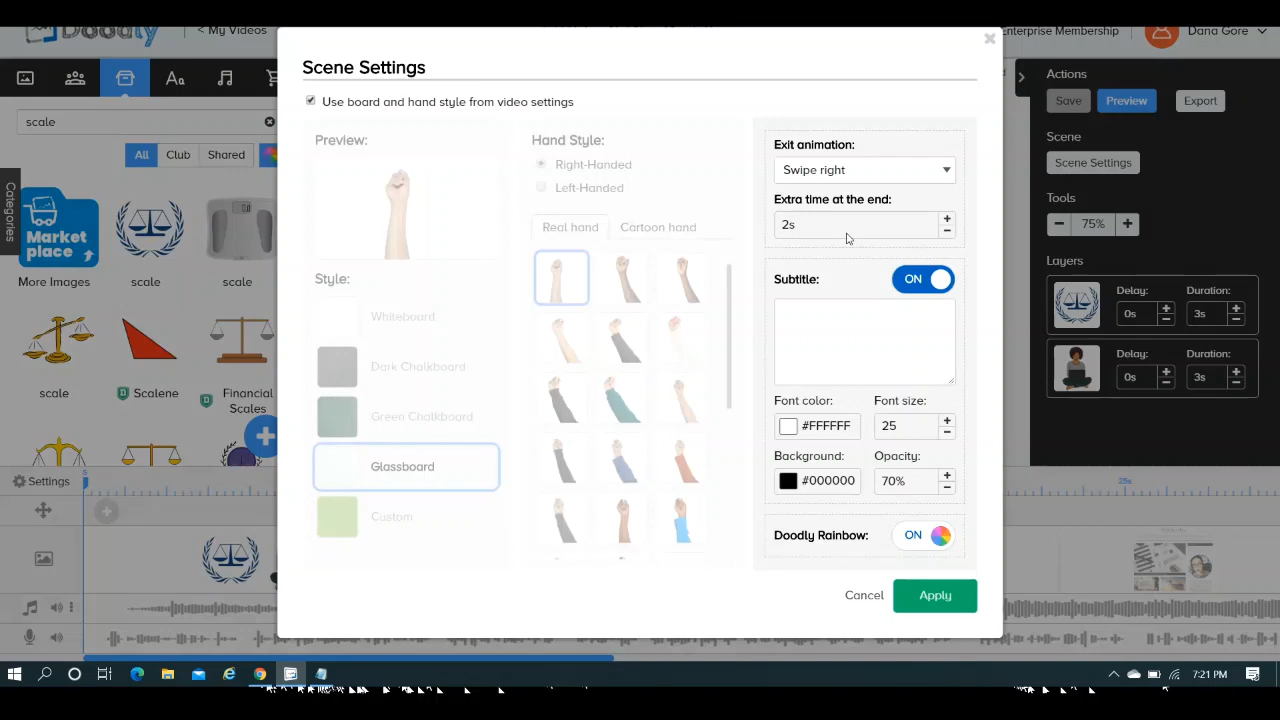 Doodly
< My Videos
Enterprise Membership
Dana Gore
Scene Settings
Use board and hand style from video settings
Preview:
Hand Style:
Right-Handed
Left-Handed
Real hand
Cartoon hand
Style:
Whiteboard
Dark Chalkboard
Green Chalkboard
Glassboard
Custom
Exit animation:
Swipe right
Extra time at the end:
2s
Subtitle:
ON
Font color:
Font size:
#FFFFFF
25
Background:
Opacity:
#000000
70%
Doodly Rainbow:
ON
Cancel
Apply
Aa
scale
All
Club
Shared
Categories
Market
place
More Images
scale
scale
scale
Scalene
Financial
Scales
Settings
25s
Actions
Save
Preview
Export
Scene
Scene Settings
Tools
75%
Layers
Delay:
Duration:
0s
3s
Delay:
Duration:
0s
3s
7:21 PM